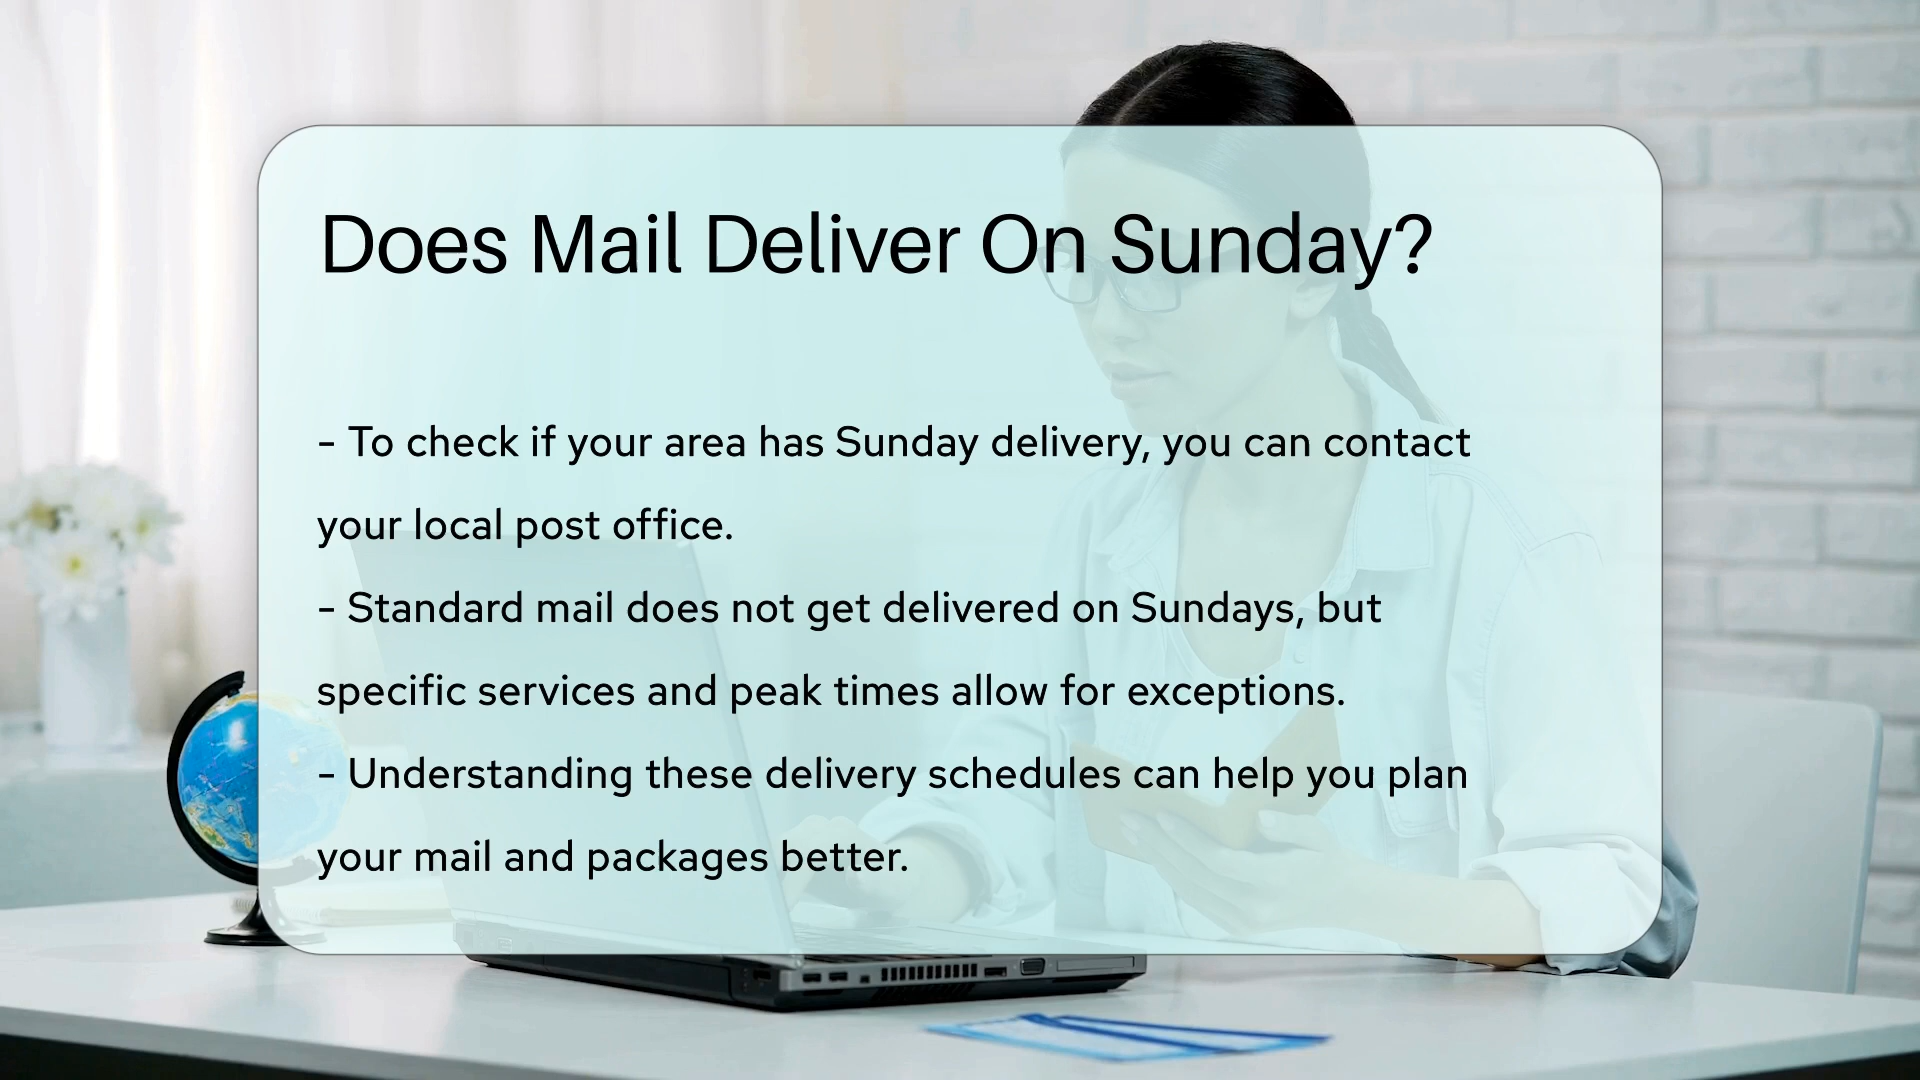 Does Mail Deliver On Sunday?
- To check if your area has Sunday delivery, you can contact
your local post office.
- Standard mail does not get delivered on Sundays, but
specific services and peak times allow for exceptions.
- Understanding these delivery schedules can help you plan
your mail and packages better.